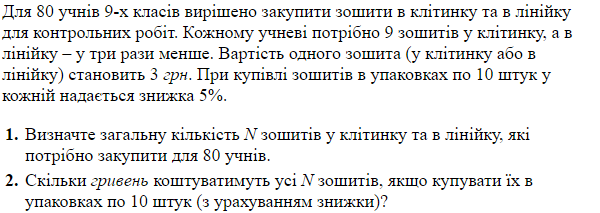 Для 80 учнів 9-х класів вирішено закупити зошити в клітинку та в лінійку
для контрольних робіт. Кожному учневі потрібно 9 зошитів у клітинку, а в
лінійку – у три рази менше. Вартість одного зошита (у клітинку або в
лінійку) становить 3 грн. При купівлі зошитів в упаковках по 10 штук у
кожній надається знижка 5%.
1. Визначте загальну кількість N зошитів у клітинку та в лінійку, які
потрібно закупити для 80 учнів.
2. Скільки гривень коштуватимуть усі N зошитів, якщо купувати їх в
упаковках по 10 штук (з урахуванням знижки)?